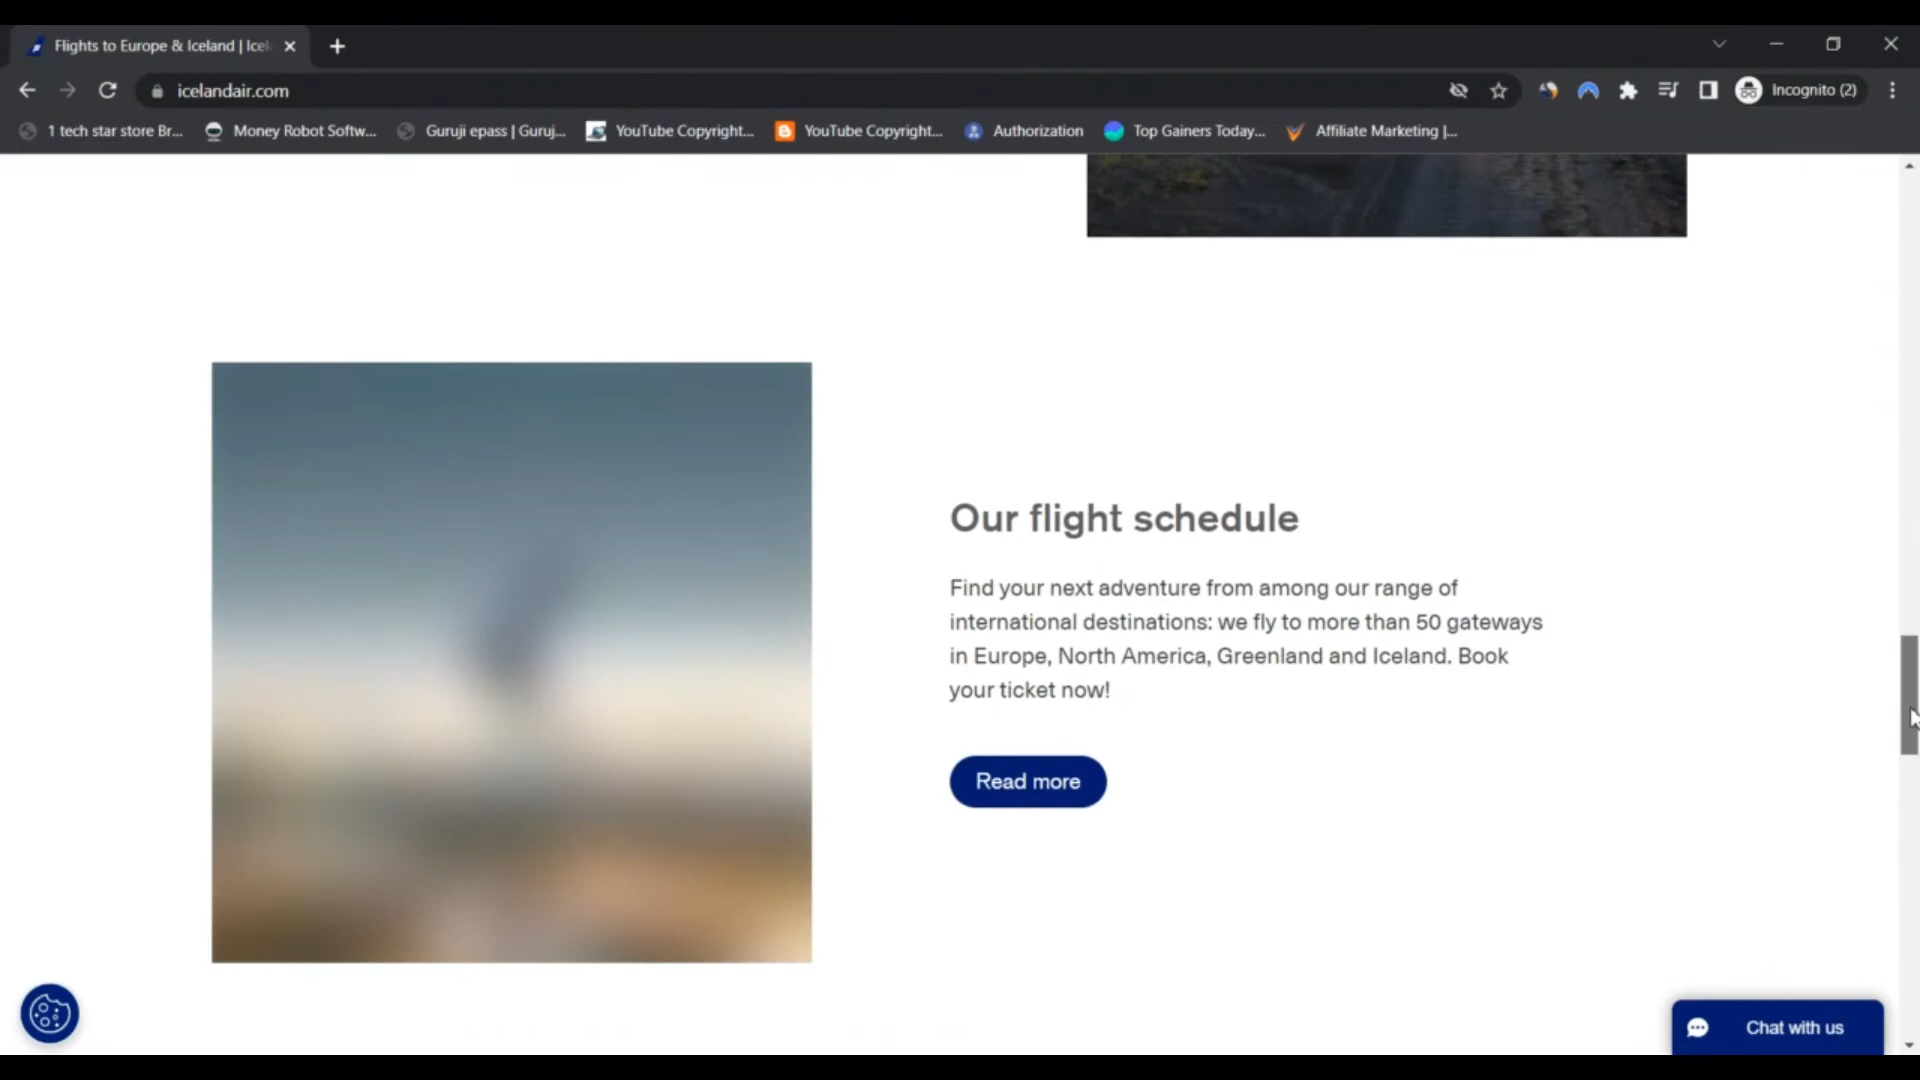 Flights to Europe & Iceland | Icel
icelandair.com
Incognito (2)
1 tech star store Br...
Money Robot Softw...
Guruji epass | Guruj...
YouTube Copyright...
YouTube Copyright...
Authorization
Top Gainers Today...
Affiliate Marketing |...
Our flight schedule
Find your next adventure from among our range of
international destinations: we fly to more than 50 gateways
in Europe, North America, Greenland and Iceland. Book
your ticket now!
Read more
Chat with us